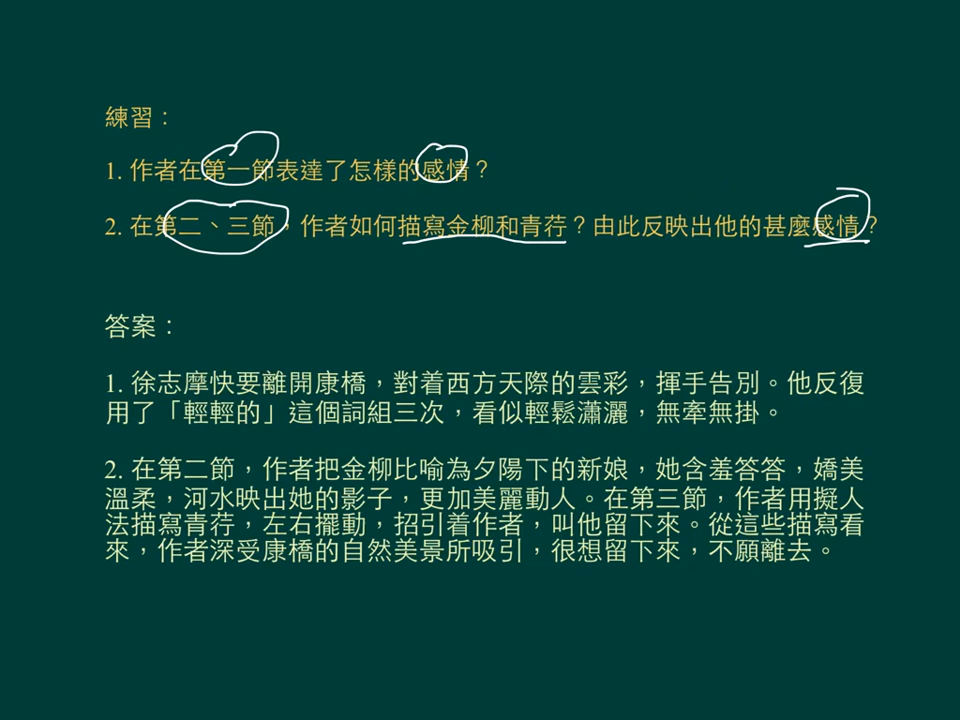 練習：
1. 作者在第一節表達了怎樣的感情？
2. 在第二、三節，作者如何描寫金柳和青荇？由此反映出他的甚麼感情？
答案：
1. 徐志摩快要離開康橋，對着西方天際的雲彩，揮手告別。他反復
用了「輕輕的」這個詞組三次，看似輕鬆瀟灑，無牽無掛。
2. 在第二節，作者把金柳比喻為夕陽下的新娘，她含羞答答，嬌美
溫柔，河水映出她的影子，更加美麗動人。在第三節，作者用擬人
法描寫青荇，左右擺動，招引着作者，叫他留下來。從這些描寫看
來，作者深受康橋的自然美景所吸引，很想留下來，不願離去。